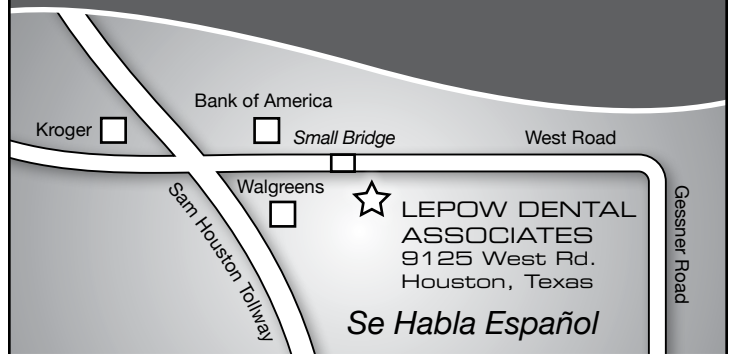 Bank of America
Kroger
Small Bridge
West Road
Walgreens
Sam Houston Tollway
LEPOW DENTAL
ASSOCIATES
9125 West Rd.
Houston, Texas
Gessner Road
Se Habla Español